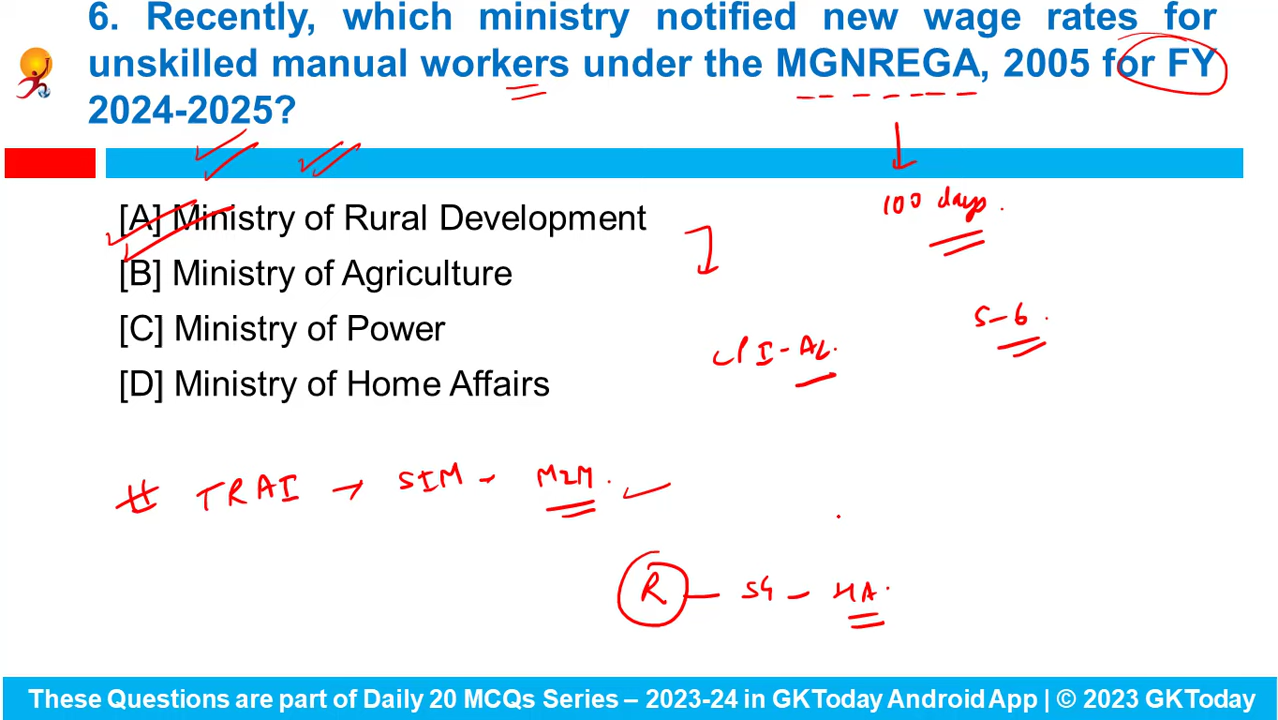 6. Recently, which ministry notified new wage rates for
unskilled manual workers under the MGNREGA, 2005 for FY
2024-2025?
100 days.
[A] Ministry of Rural Development
[B] Ministry of Agriculture
[C] Ministry of Power
[D] Ministry of Home Affairs
5-6.
CPI-AL.
# TRAI → SIM - M2M.
R - 54 - HA.
These Questions are part of Daily 20 MCQs Series – 2023-24 in GKToday Android App | © 2023 GKToday